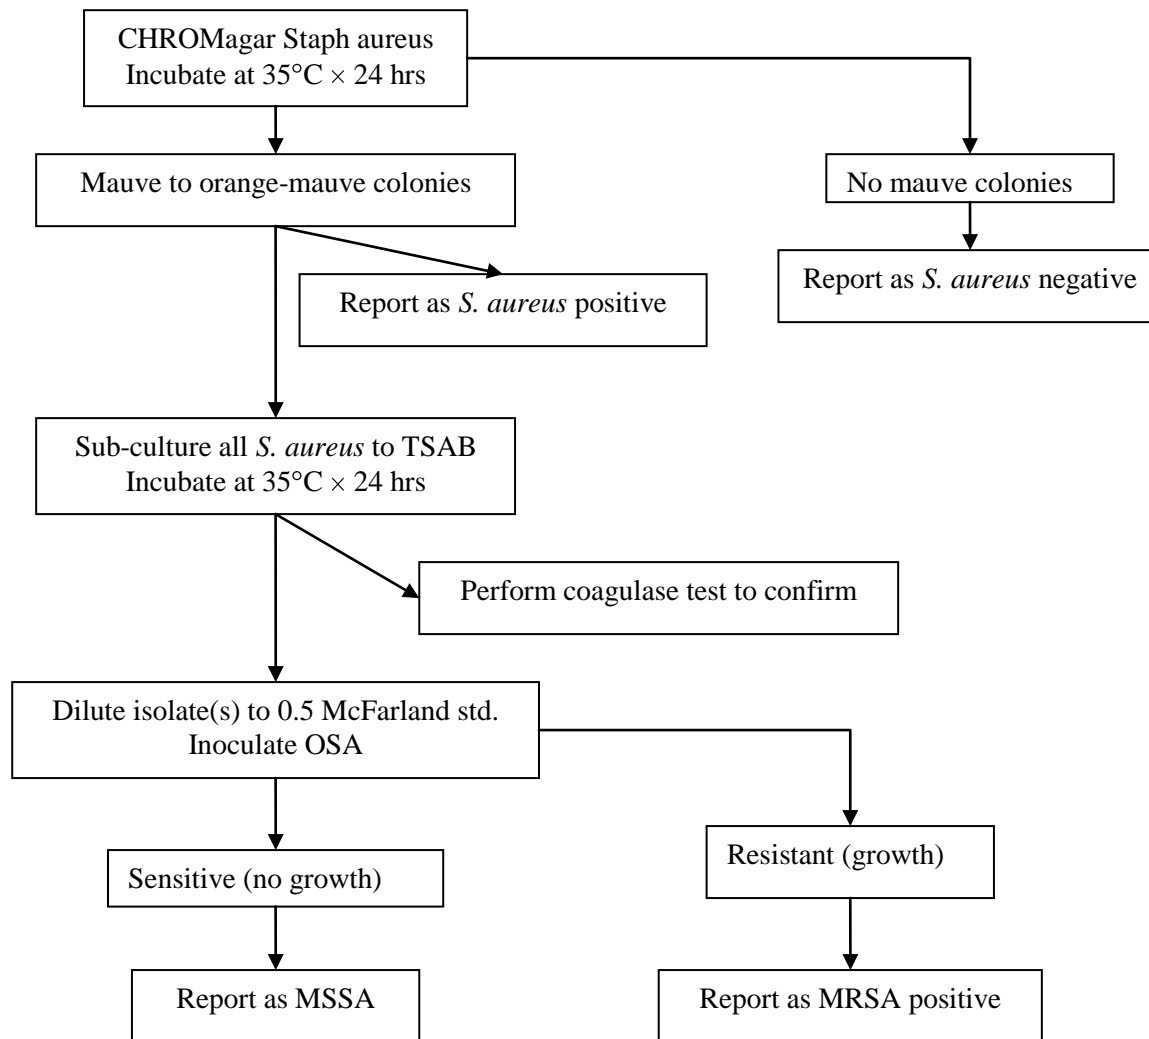 CHROMagar Staph aureus
Incubate at 35°C × 24 hrs
Mauve to orange-mauve colonies
No mauve colonies
Report as S. aureus positive
Report as S. aureus negative
Sub-culture all S. aureus to TSAB
Incubate at 35°C × 24 hrs
Perform coagulase test to confirm
Dilute isolate(s) to 0.5 McFarland std.
Inoculate OSA
Sensitive (no growth)
Resistant (growth)
Report as MSSA
Report as MRSA positive